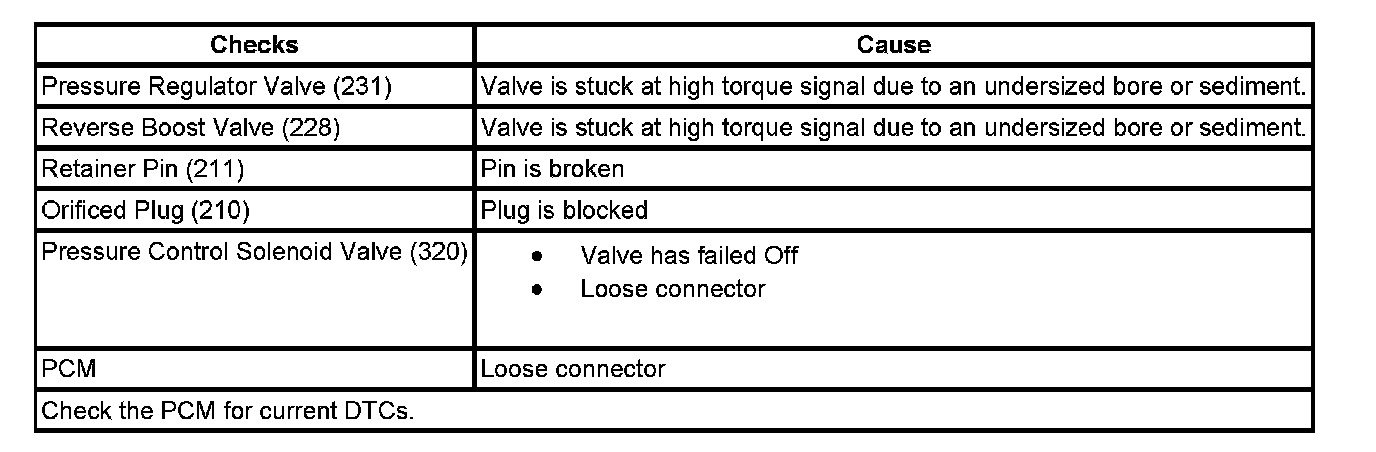 Checks Cause
Pressure Regulator Valve (231) Valve is stuck at high torque signal due to an undersized bore or sediment.
Reverse Boost Valve (228) Valve is stuck at high torque signal due to an undersized bore or sediment.
Retainer Pin (211) Pin is broken
Orificed Plug (210) Plug is blocked
Pressure Control Solenoid Valve (320) • Valve has failed Off
• Loose connector
PCM Loose connector
Check the PCM for current DTCs.